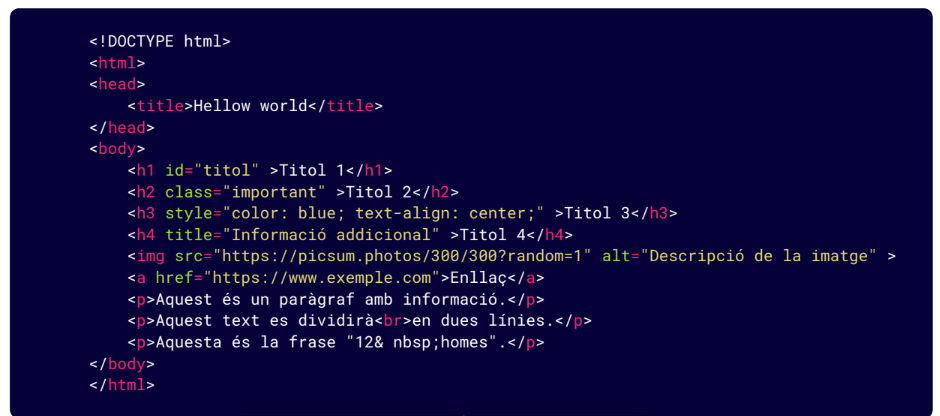 <!DOCTYPE html>
<html>
<head>
<title>Hellow world</title>
</head>
<body>
<h1 id="titol" >Titol 1</h1>
<h2 class="important" >Titol 2</h2>
<h3 style="color: blue; text-align: center;" >Titol 3</h3>
<h4 title="Informació addicional" >Titol 4</h4>
<img src="https://picsum.photos/300/300?random=1" alt="Descripció de la imatge" >
<a href="https://www.exemple.com">Enllaç</a>
<p>Aquest és un paràgraf amb informació.</p>
<p>Aquest text es dividirà<br>en dues línies.</p>
<p>Aquesta és la frase "12& nbsp;homes".</p>
</body>
</html>